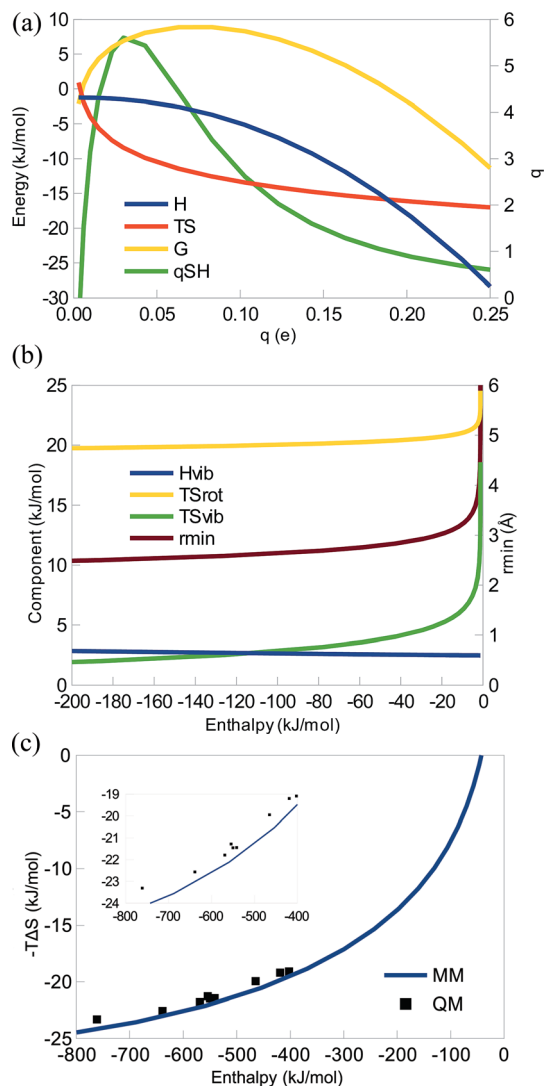 (a)
10
5
0
-5
-10
-15
-20
-25
-30
Energy (kJ/mol)
H
TS
G
qSH
6
5
4
3
2
1
0
q
0.00 0.05 0.10 0.15 0.20 0.25
q (e)
(b)
25
20
15
10
5
0
Component (kJ/mol)
Hvib
TSrot
TSvib
rmin
6
5
4
3
2
1
0
rmin (Å)
-200 -180 -160 -140 -120 -100 -80 -60 -40 -20 0
Enthalpy (kJ/mol)
(c)
0
-5
-10
-15
-20
-25
-TΔS
(kJ/mol)
-19
-20
-21
-22
-23
-24
-800 -700 -600 -500 -400
MM
QM
-800 -700 -600 -500 -400 -300 -200 -100 0
Enthalpy (kJ/mol)